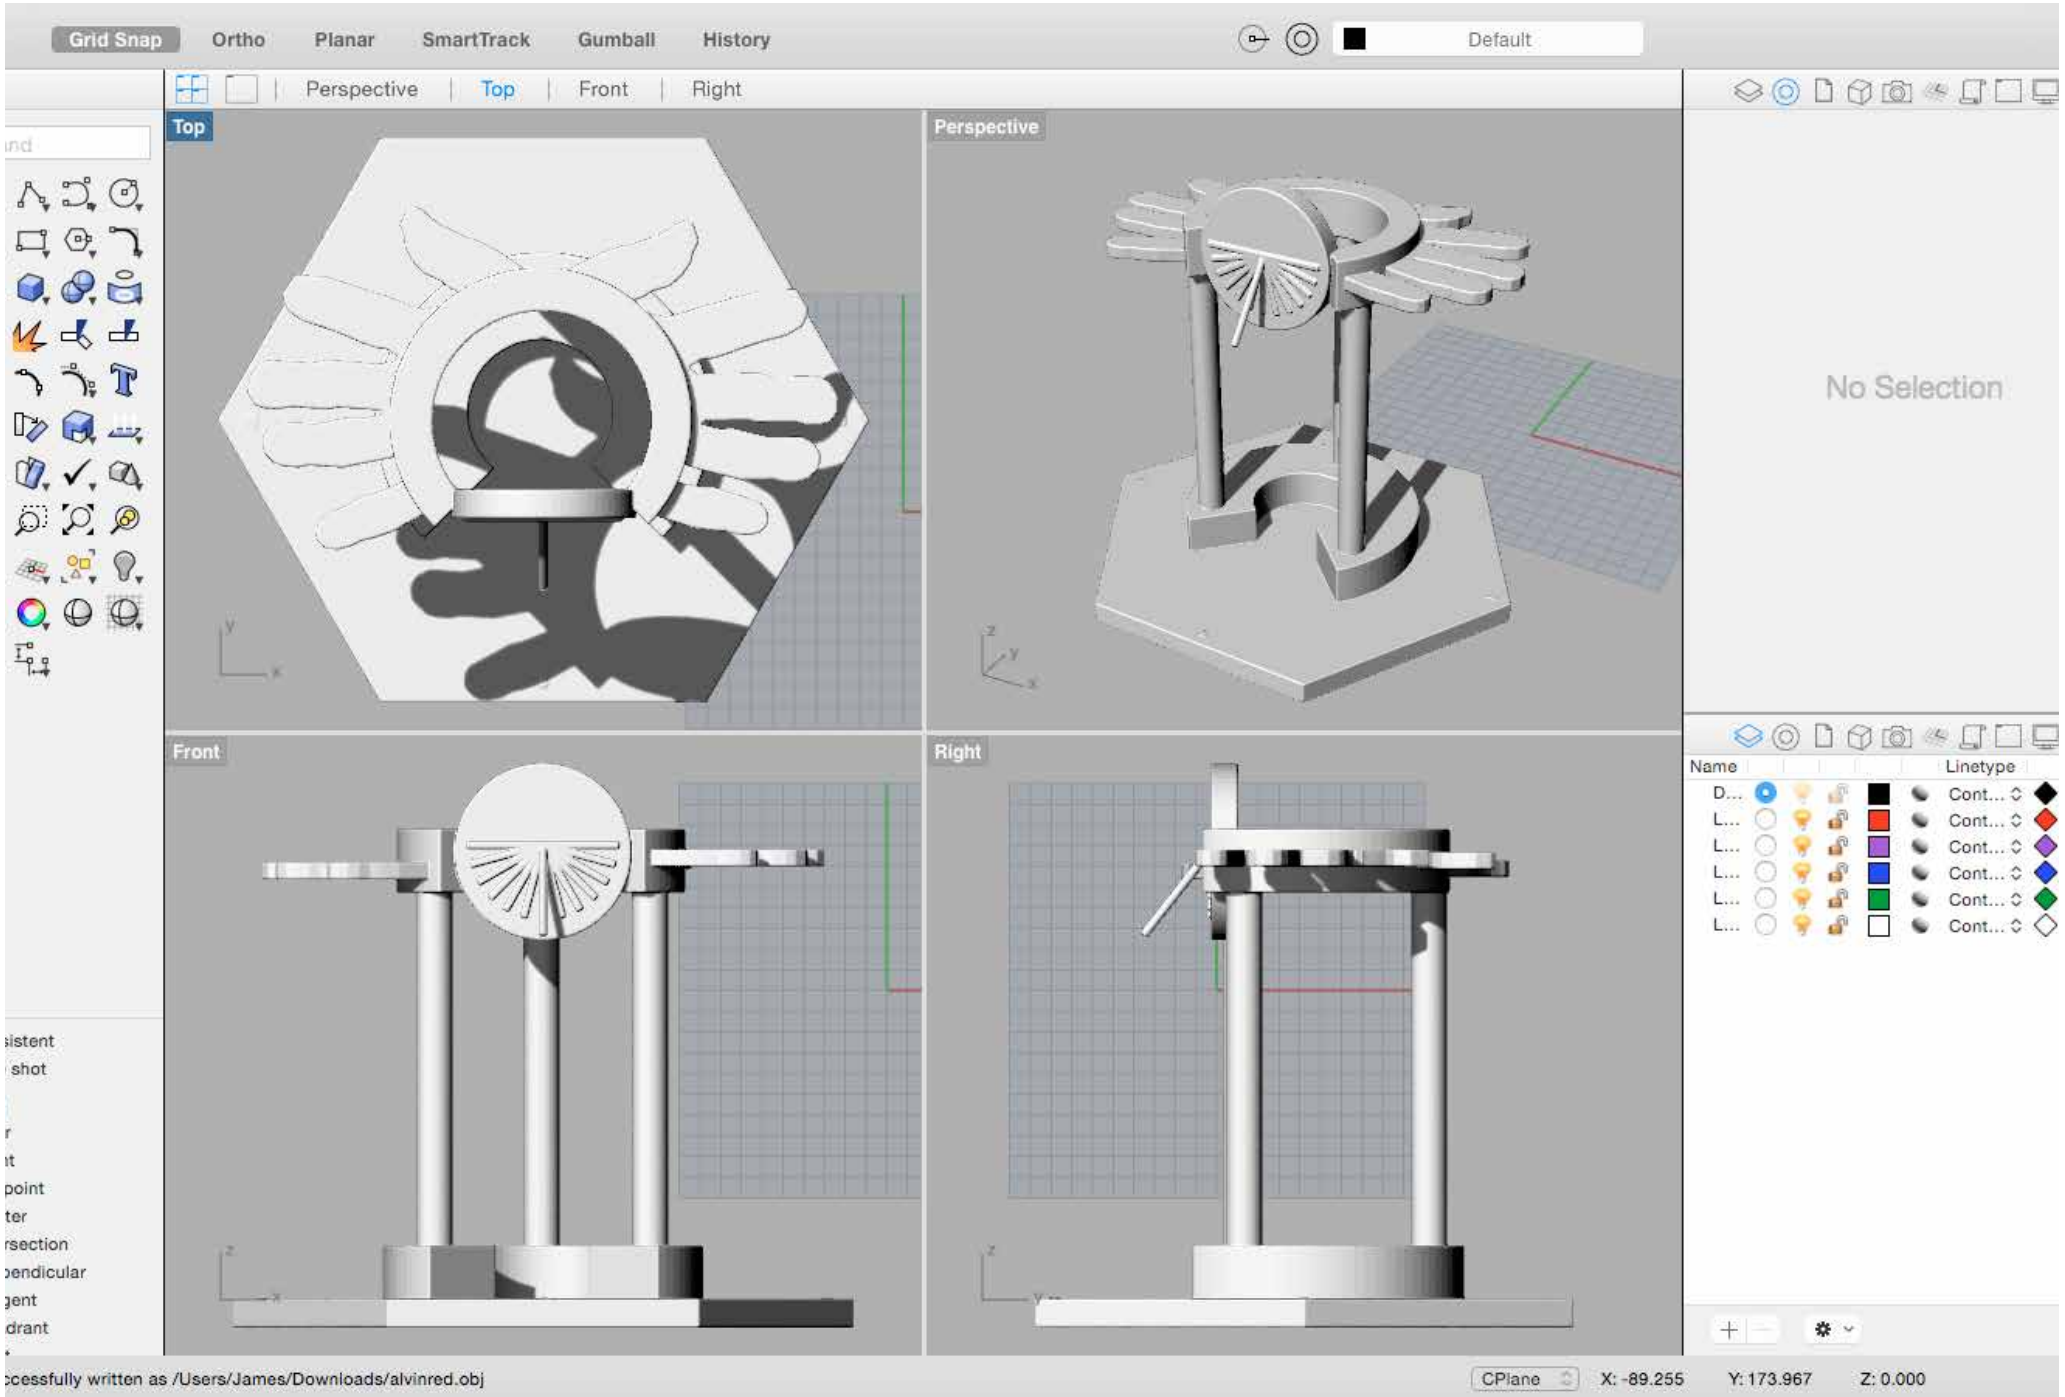 Grid Snap Ortho Planar SmartTrack Gumball History Default
Perspective Top Front Right
Top
Perspective
y
x
z
y
x
No Selection
Front
Right
z
x
z
y
Name Linetype
D... Cont...
L... Cont...
L... Cont...
L... Cont...
L... Cont...
L... Cont...
and
sistent
shot
r
nt
point
ter
rsection
pendicular
gent
drant
ccessfully written as /Users/James/Downloads/alvinred.obj
CPlane X: -89.255 Y: 173.967 Z: 0.000